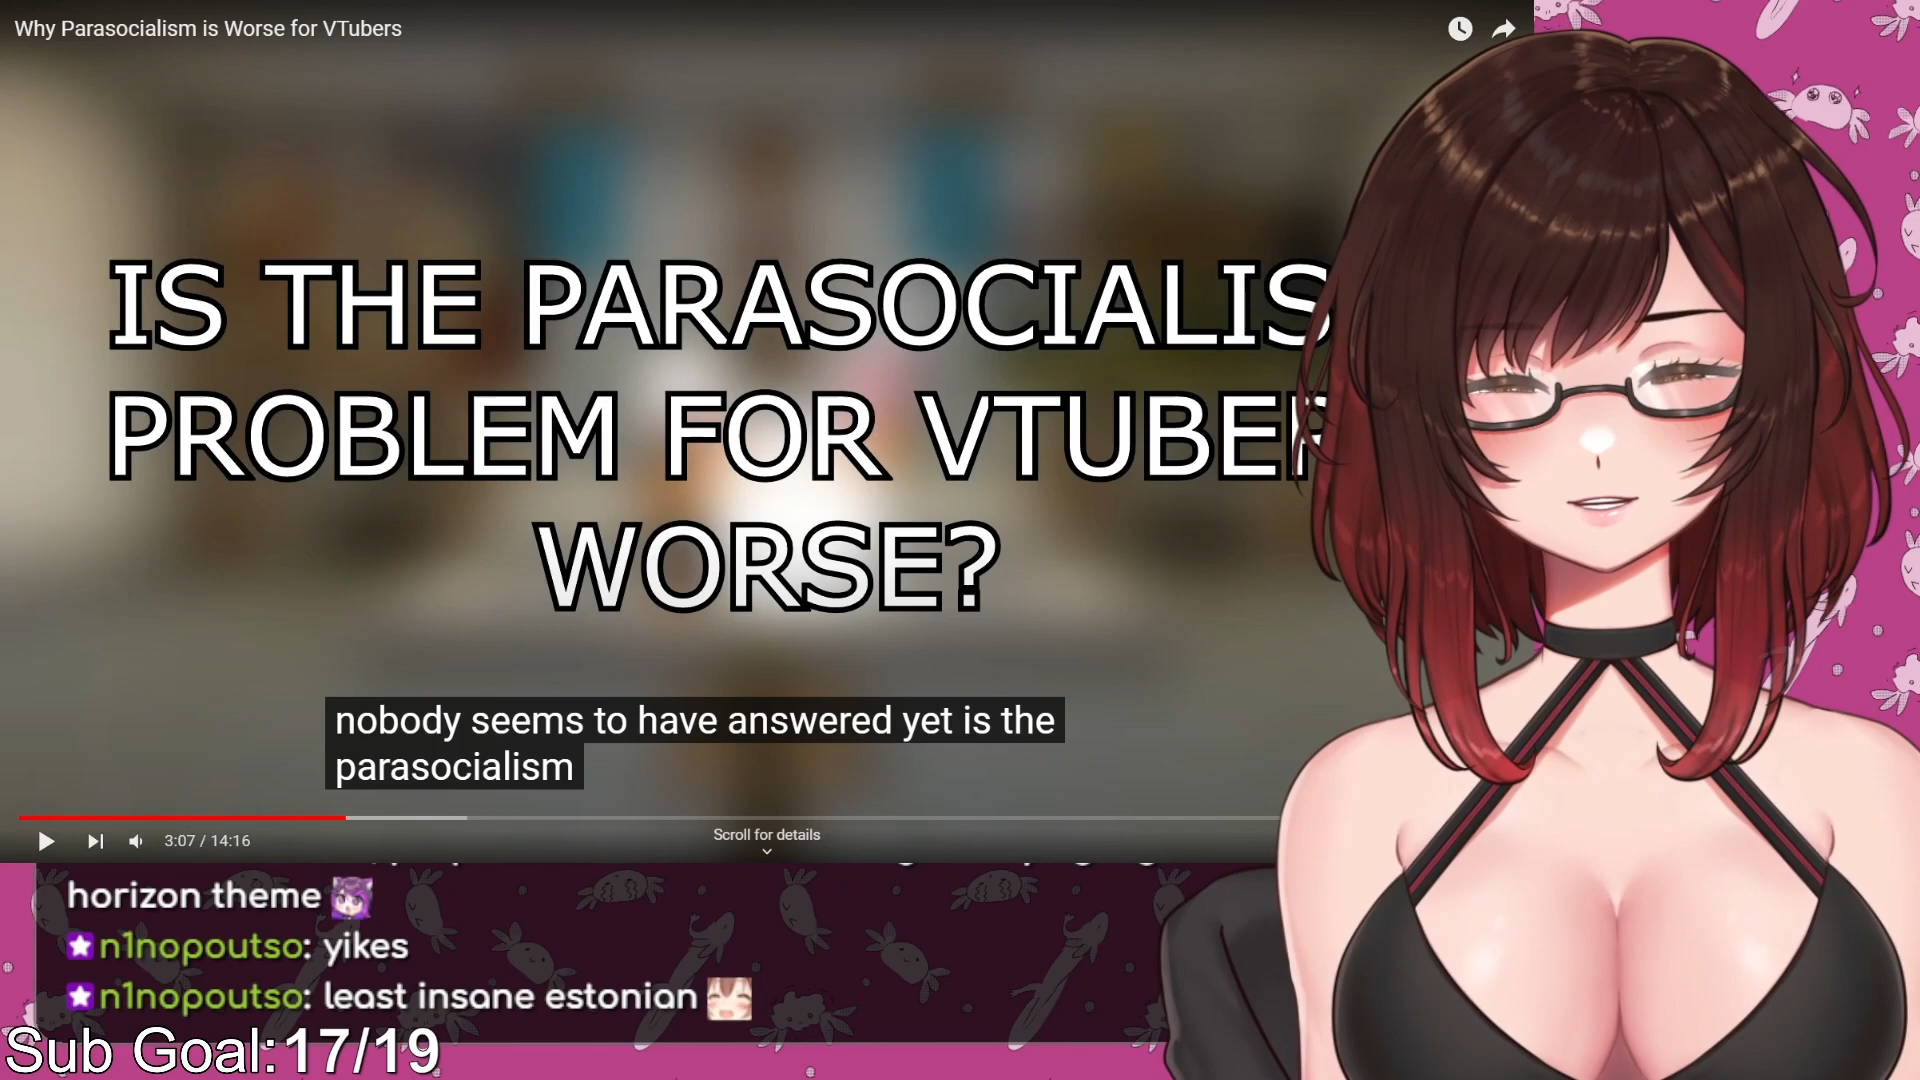 Why Parasocialism is Worse for VTubers
IS THE PARASOCIALIS
PROBLEM FOR VTUBER
WORSE?
nobody seems to have answered yet is the
parasocialism
3:07 / 14:16
Scroll for details
horizon theme
n1nopoutso: yikes
n1nopoutso: least insane estonian
Sub Goal:17/19